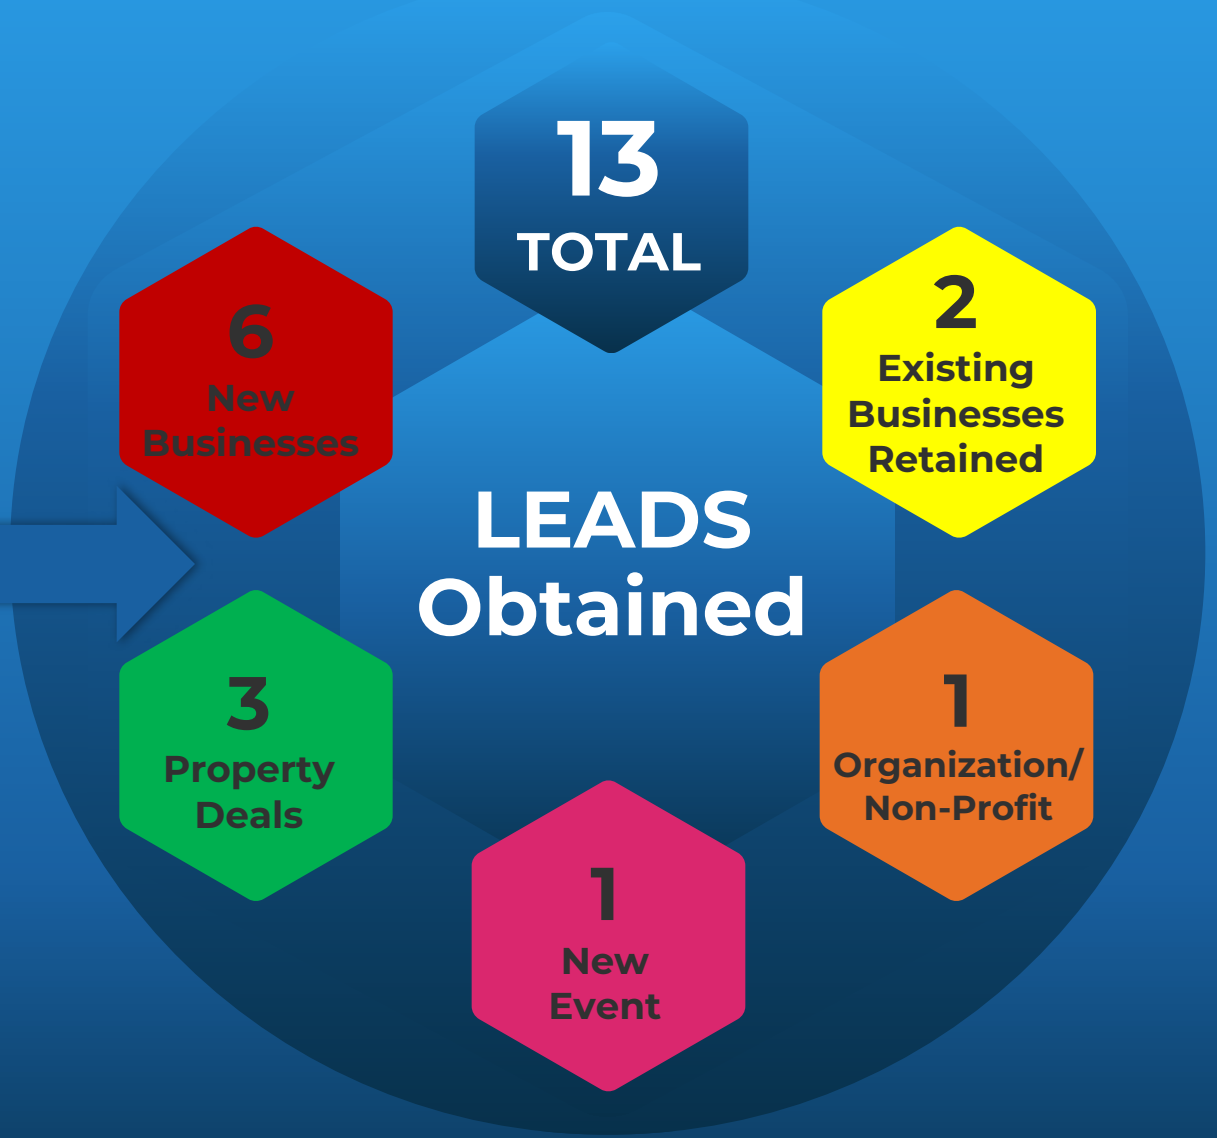 13
TOTAL
6
New
Businesses
2
Existing
Businesses
Retained
LEADS
Obtained
3
Property
Deals
1
Organization/
Non-Profit
1
New
Event